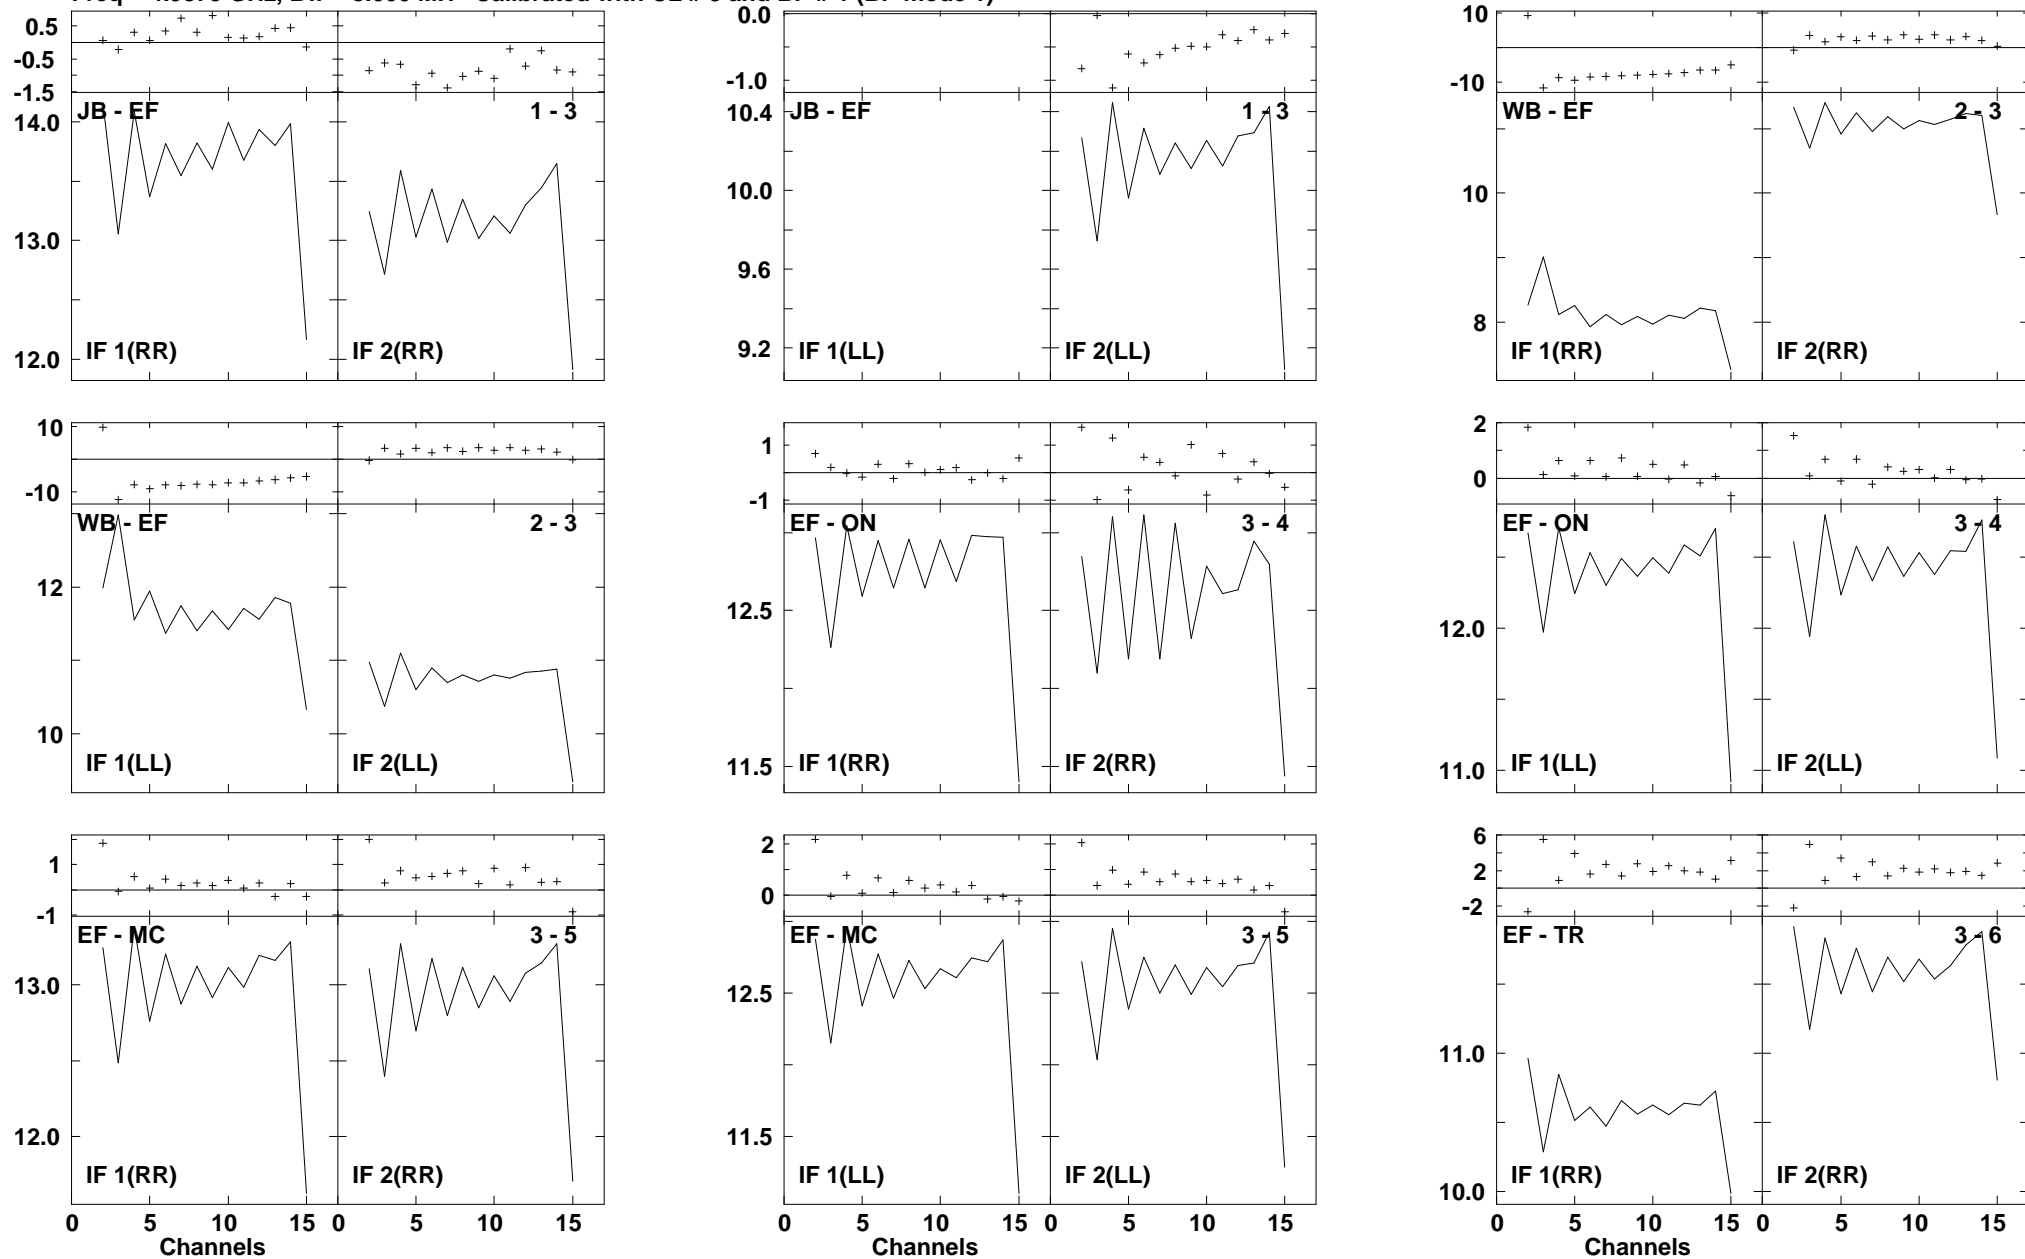 0.5
-0.5
-1.5
JB - EF
1 - 3
14.0
13.0
12.0
IF 1(RR)
IF 2(RR)
0.0
-1.0
JB - EF
1 - 3
10.4
10.0
9.6
9.2
IF 1(LL)
IF 2(LL)
10
-10
WB - EF
2 - 3
10
8
IF 1(RR)
IF 2(RR)
10
-10
WB - EF
2 - 3
12
10
IF 1(LL)
IF 2(LL)
1
-1
EF - ON
3 - 4
12.5
11.5
IF 1(RR)
IF 2(RR)
2
0
EF - ON
3 - 4
12.0
11.0
IF 1(LL)
IF 2(LL)
1
-1
EF - MC
3 - 5
13.0
12.0
IF 1(RR)
IF 2(RR)
0 5 10 15 0 5 10 15
Channels
2
0
EF - MC
3 - 5
12.5
11.5
IF 1(LL)
IF 2(LL)
0 5 10 15 0 5 10 15
Channels
6
2
-2
EF - TR
3 - 6
11.0
10.0
IF 1(RR)
IF 2(RR)
0 5 10 15 0 5 10 15
Channels